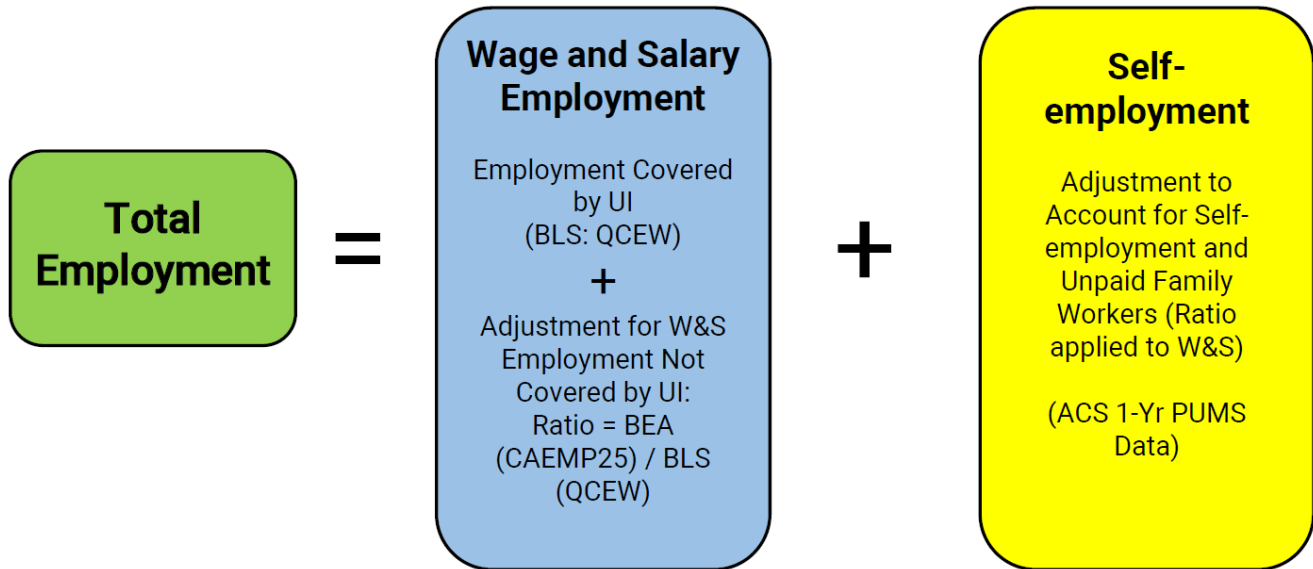 Total
Employment
=
Wage and Salary
Employment
Employment Covered
by UI
(BLS: QCEW)
+
Adjustment for W&S
Employment Not
Covered by UI:
Ratio = BEA
(CAEMP25) / BLS
(QCEW)
+
Self-
employment
Adjustment to
Account for Self-
employment and
Unpaid Family
Workers (Ratio
applied to W&S)
(ACS 1-Yr PUMS
Data)